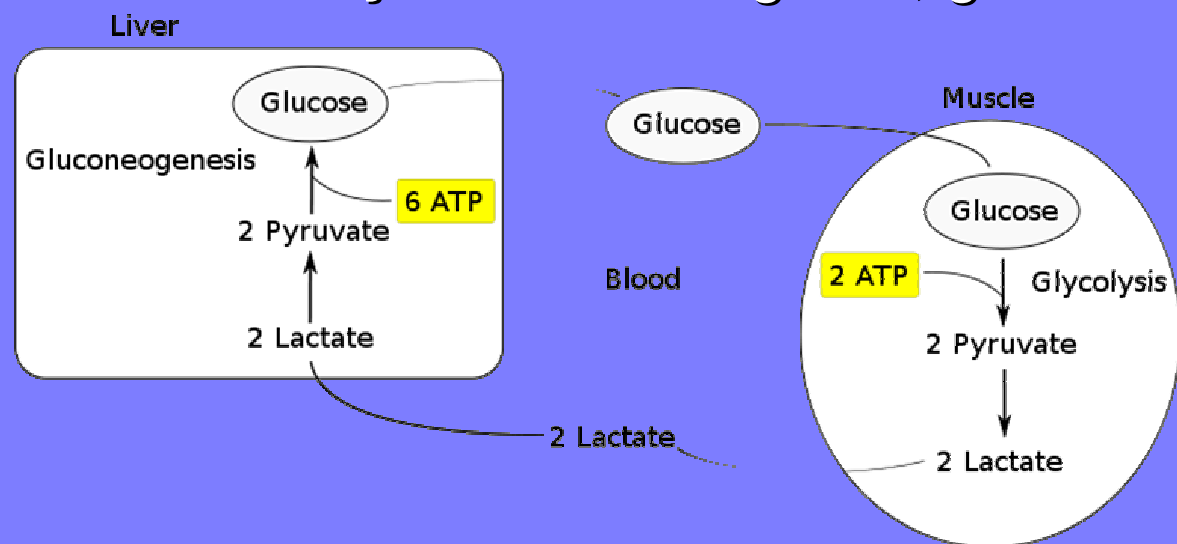 Liver
Glucose
Gluconeogenesis
6 ATP
2 Pyruvate
2 Lactate
Glucose
Blood
2 Lactate
Muscle
Glucose
2 ATP
Glycolysis
2 Pyruvate
2 Lactate